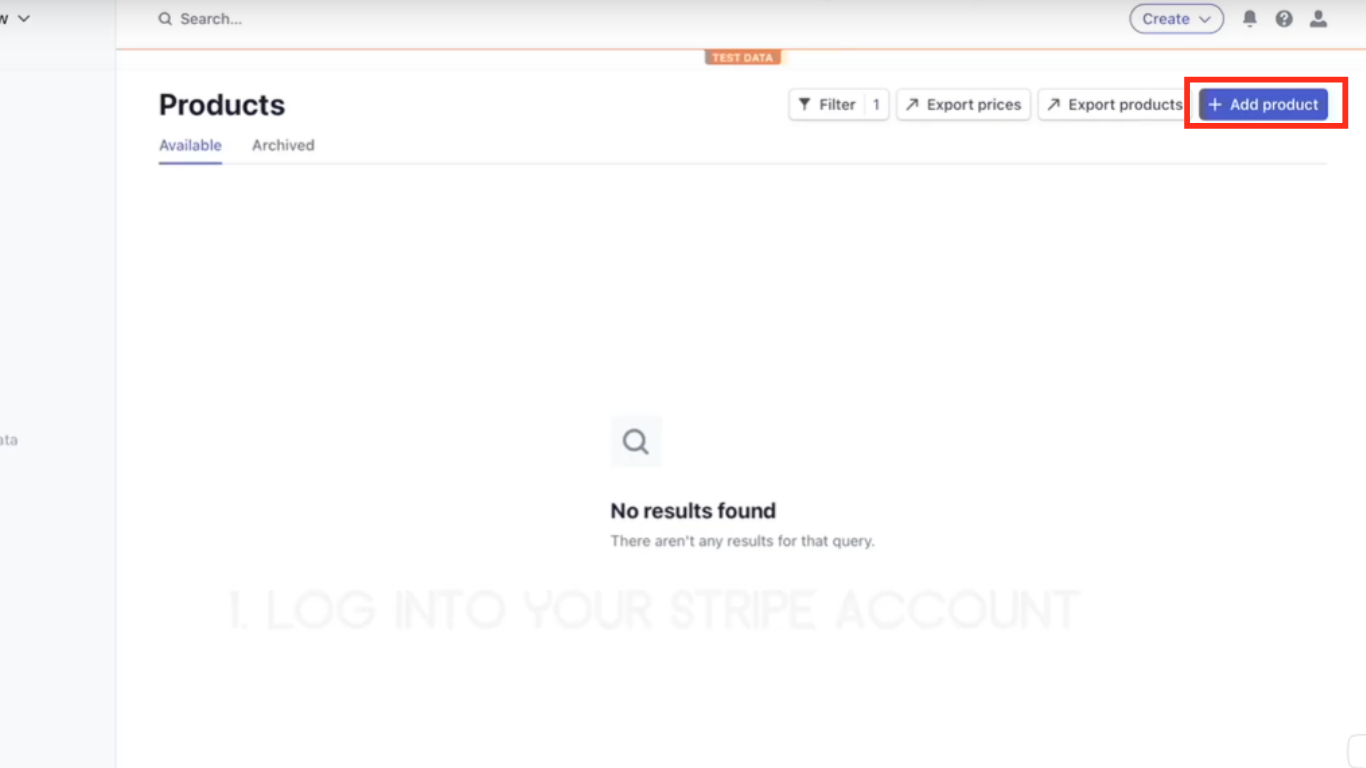 Search...
Create
TEST DATA
Products
Filter 1
Export prices
Export products
+ Add product
Available
Archived
No results found
There aren't any results for that query.
1. LOG INTO YOUR STRIPE ACCOUNT